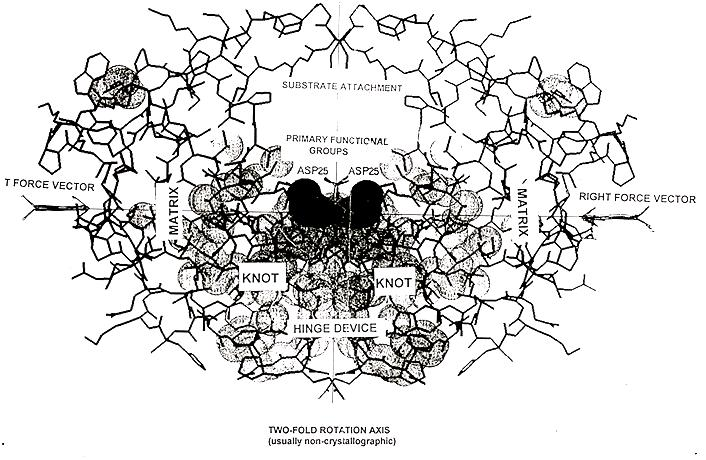 SUBSTRATE ATTACHMENT
PRIMARY FUNCTIONAL
GROUPS
ASP25 ASP25
T FORCE VECTOR
MATRIX
MATRIX
RIGHT FORCE VECTOR
KNOT
KNOT
HINGE DEVICE
TWO-FOLD ROTATION AXIS
(usually non-crystallographic)